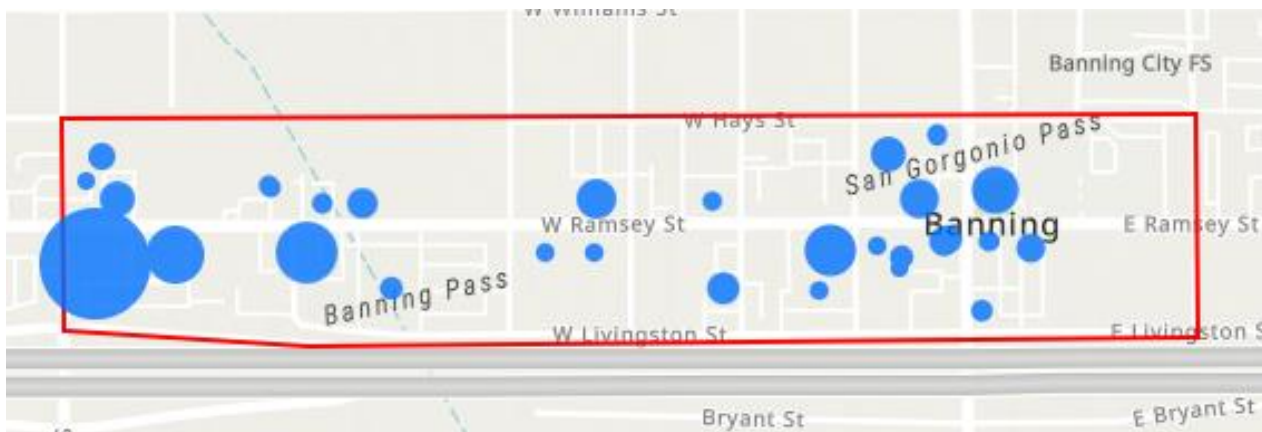 W Williams St
Banning City FS
W Hays St
San Gorgonio Pass
W Ramsey St
Banning
E Ramsey St
Banning Pass
W Livingston St
E Livingston S
Bryant St
E Bryant St